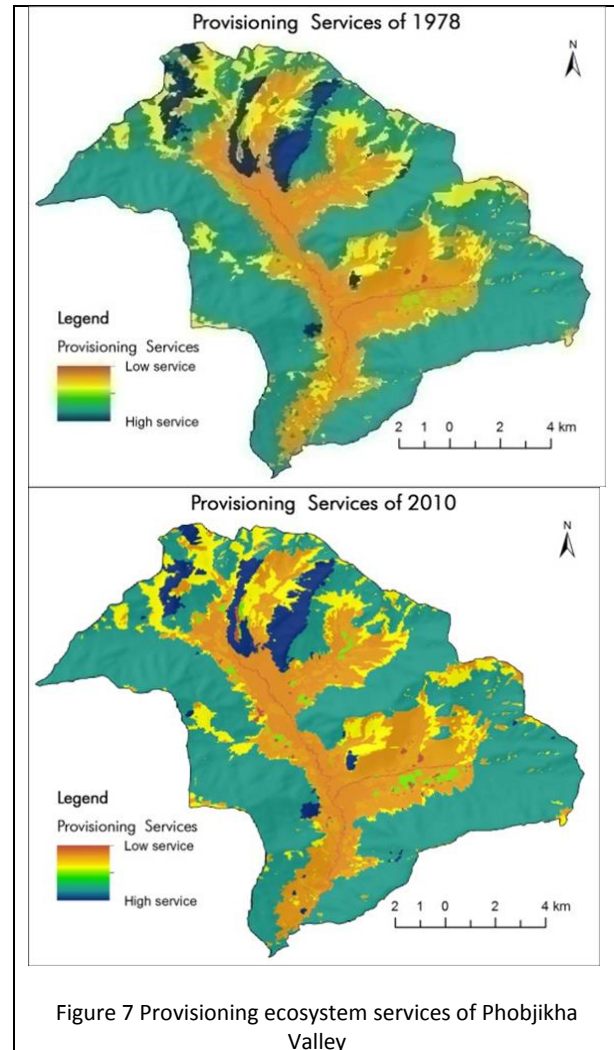 Provisioning Services of 1978
N
Legend
Provisioning Services
Low service
High service
2 1 0 2 4 km
Provisioning Services of 2010
N
Legend
Provisioning Services
Low service
High service
2 1 0 2 4 km
Figure 7 Provisioning ecosystem services of Phobjikha
Valley